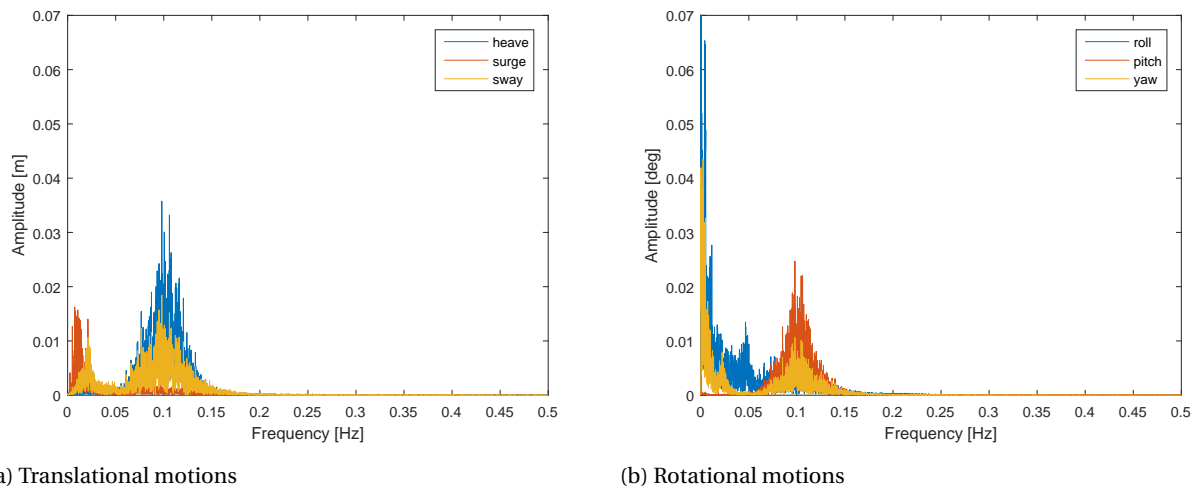 0.07
0.06
0.05
0.04
0.03
0.02
0.01
0
Amplitude [m]
heave
surge
sway
0 0.05 0.1 0.15 0.2 0.25 0.3 0.35 0.4 0.45 0.5
Frequency [Hz]
a) Translational motions
0.07
0.06
0.05
0.04
0.03
0.02
0.01
0
Amplitude [deg]
roll
pitch
yaw
0 0.05 0.1 0.15 0.2 0.25 0.3 0.35 0.4 0.45 0.5
Frequency [Hz]
(b) Rotational motions